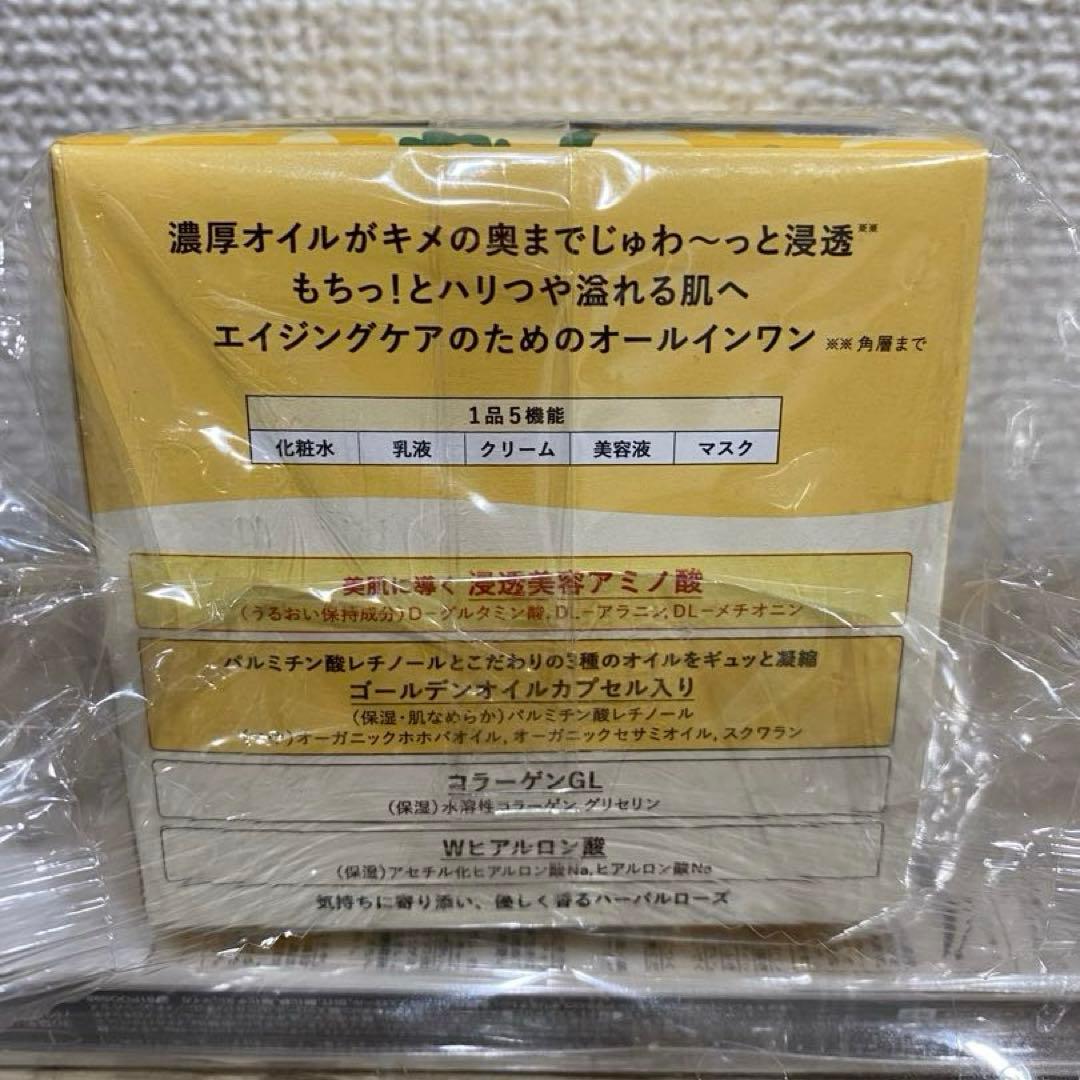 濃厚オイルがキメの奥までじゅわ〜っと浸透※※
もちっ!とハリつや溢れる肌へ
エイジングケアのためのオールインワン ※※角層まで
1品5機能
化粧水 乳液 クリーム 美容液 マスク
美肌に導く 浸透美容アミノ酸
(うるおい保持成分)D-グルタミン酸,DL-アラニン,DL-メチオニン
パルミチン酸レチノールとこだわりの3種のオイルをギュッと凝縮
ゴールデンオイルカプセル入り
(保湿・肌なめらか)パルミチン酸レチノール
オーガニックホホバオイル,オーガニックセサミオイル,スクワラン
コラーゲンGL
(保湿)水溶性コラーゲン,グリセリン
Wヒアルロン酸
(保湿)アセチル化ヒアルロン酸Na,ヒアルロン酸Na
気持ちに寄り添い、優しく香るハーバルローズ